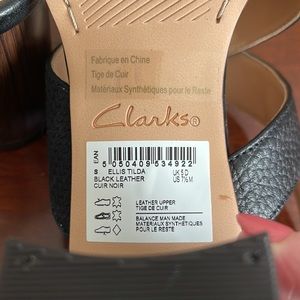 Fabriqué en Chine
Tige de Cuir
Matériaux Synthétiques pour le Reste
Clarks®
EAN
5 050409 534922
S ELLIS TILDA UK 5 D
BLACK LEATHER US 7½ M
CUIR NOIR
LEATHER UPPER
TIGE DE CUIR
BALANCE MAN MADE
MATERIAUX SYNTHETIQUES
POUR LE RESTE